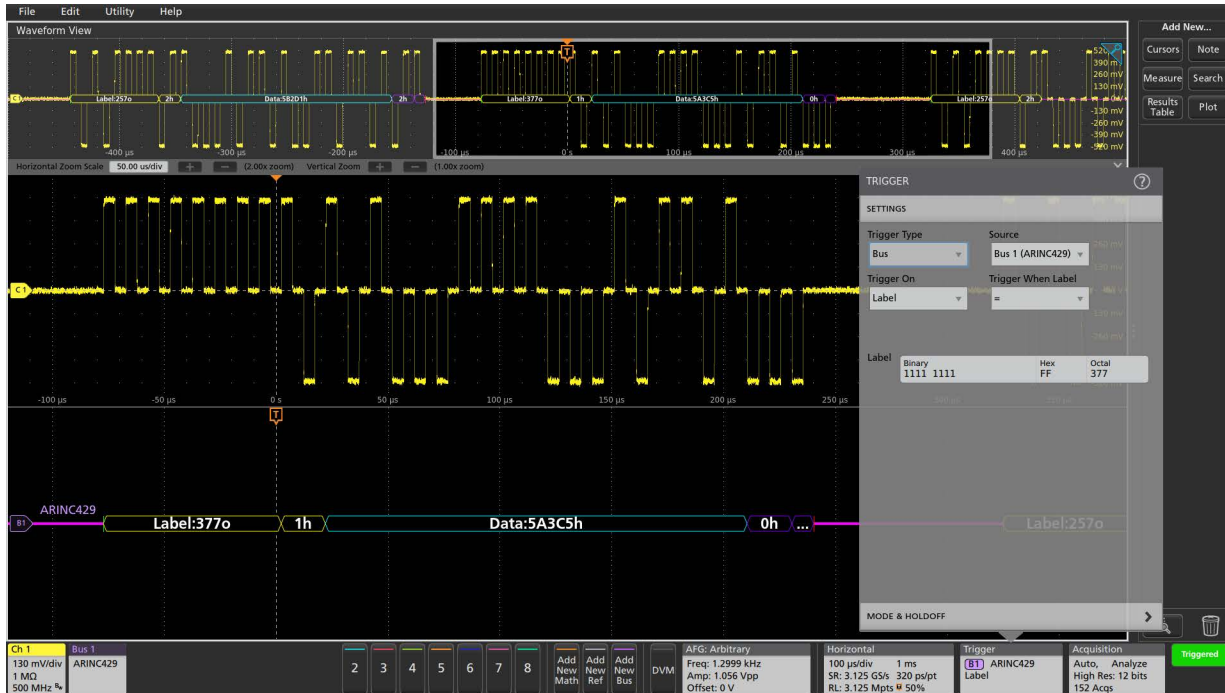 File Edit Utility Help
Waveform View
Add New...
Cursors Note
Measure Search
Results Table Plot
520 mV
390 mV
260 mV
130 mV
0 V
-130 mV
-260 mV
-390 mV
-520 mV
C1
Label:257o 2h Data:5B2D1h 2h Label:377o 1h Data:5A3C5h 0h Label:257o 2h
T
-400 µs -300 µs -200 µs -100 µs 0 s 100 µs 200 µs 300 µs 400 µs
Horizontal Zoom Scale 50.00 us/div + − (2.00x zoom) Vertical Zoom + − (1.00x zoom)
TRIGGER ?
SETTINGS
Trigger Type Source
Bus Bus 1 (ARINC429)
Trigger On Trigger When Label
Label =
Label Binary Hex Octal
1111 1111 FF 377
MODE & HOLDOFF
C1
-100 µs -50 µs 0 s 50 µs 100 µs 150 µs 200 µs 250 µs
T
ARINC429
B1 Label:377o 1h Data:5A3C5h 0h ... Label:257o
Ch 1
130 mV/div
1 MΩ
500 MHz
Bus 1
ARINC429
2 3 4 5 6 7 8
Add New Math
Add New Ref
Add New Bus
DVM
AFG: Arbitrary
Freq: 1.2999 kHz
Amp: 1.056 Vpp
Offset: 0 V
Horizontal
100 µs/div 1 ms
SR: 3.125 GS/s 320 ps/pt
RL: 3.125 Mpts 50%
Trigger
B1 ARINC429
Label
Acquisition
Auto, Analyze
High Res: 12 bits
152 Acqs
Triggered